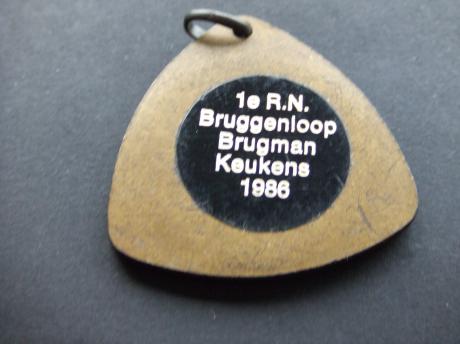 1e R.N.
Bruggenloop
Brugman
Keukens
1986